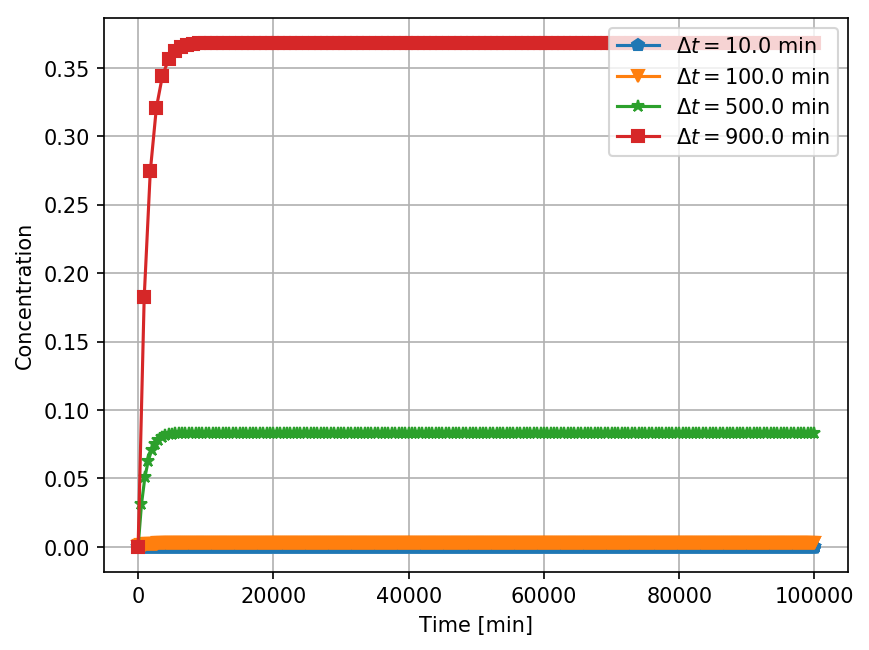 0.35
0.30
0.25
0.20
0.15
0.10
0.05
0.00
Concentration
0 20000 40000 60000 80000 100000
Time [min]
Δt = 10.0 min
Δt = 100.0 min
Δt = 500.0 min
Δt = 900.0 min